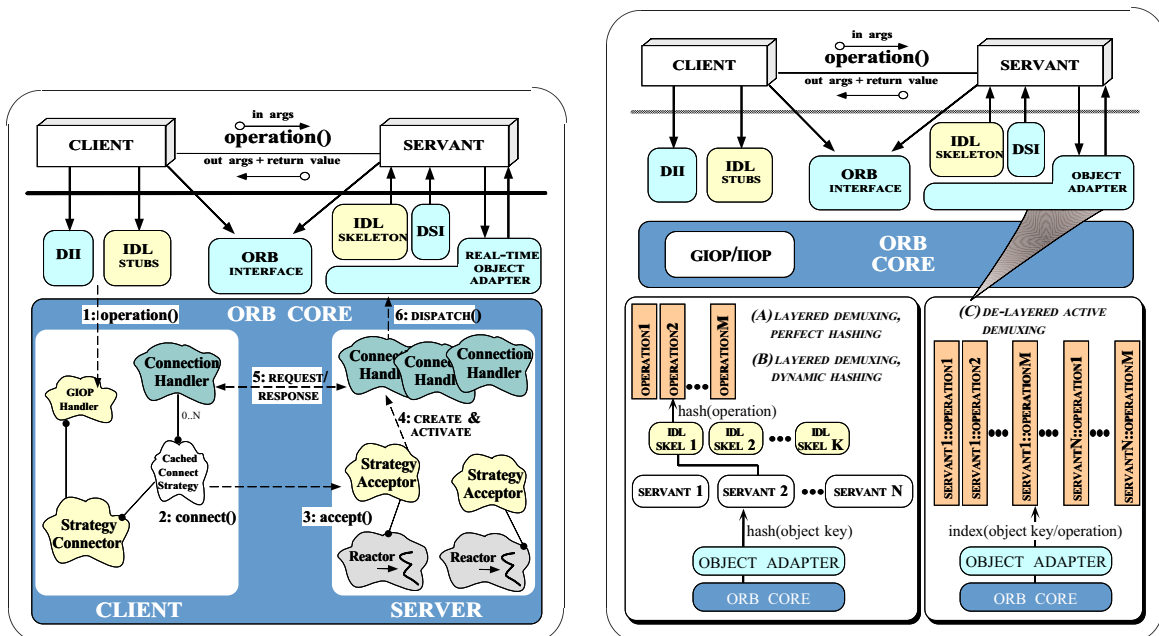 in args
operation()
out args + return value
CLIENT
SERVANT
DII
IDL
STUBS
ORB
INTERFACE
IDL
SKELETON
DSI
REAL-TIME
OBJECT
ADAPTER
ORB CORE
1: operation()
6: DISPATCH()
Connection
Handler
Connection
Handler
Connection
Handler
Connection
Handler
GIOP
Handler
5: REQUEST/
RESPONSE
0..N
4: CREATE &
ACTIVATE
Cached
Connect
Strategy
Strategy
Acceptor
Strategy
Acceptor
2: connect()
3: accept()
Strategy
Connector
Reactor
Reactor
CLIENT
SERVER
in args
operation()
out args + return value
CLIENT
SERVANT
DII
IDL
STUBS
ORB
INTERFACE
IDL
SKELETON
DSI
OBJECT
ADAPTER
GIOP/IIOP
ORB
CORE
OPERATION1
OPERATION2
OPERATIONM
(A) LAYERED DEMUXING,
PERFECT HASHING
(B) LAYERED DEMUXING,
DYNAMIC HASHING
hash(operation)
IDL
SKEL 1
IDL
SKEL 2
IDL
SKEL K
SERVANT 1
SERVANT 2
SERVANT N
hash(object key)
OBJECT ADAPTER
ORB CORE
(C) DE-LAYERED ACTIVE
DEMUXING
SERVANT1::OPERATION1
SERVANT1::OPERATION2
SERVANT1::OPERATIONM
SERVANTN::OPERATION1
SERVANTN::OPERATIONM
index(object key/operation)
OBJECT ADAPTER
ORB CORE